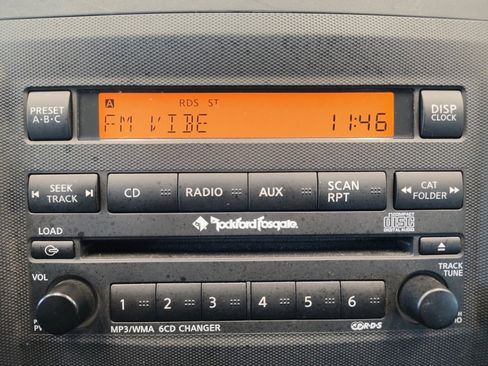 PRESET A·B·C
A RDS ST
FM VIBE 11:46
DISP CLOCK
SEEK TRACK
CD
RADIO
AUX
SCAN RPT
CAT FOLDER
LOAD
Rockford Fosgate
COMPACT disc DIGITAL AUDIO
VOL
TRACK TUNE
1 2 3 4 5 6
MP3/WMA 6CD CHANGER
R·D·S